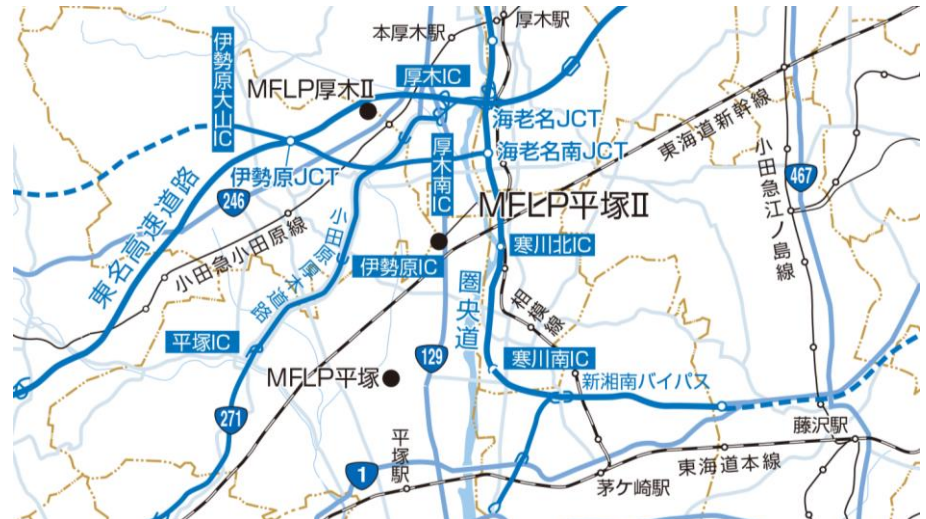 厚木駅
本厚木駅
伊勢原大山IC
厚木IC
MFLP厚木Ⅱ
海老名JCT
東海道新幹線
厚木南IC
海老名南JCT
伊勢原JCT
小田急江ノ島線
467
246
東名高速道路
小田急小田原線
小田原厚木道路
MFLP平塚Ⅱ
寒川北IC
伊勢原IC
圏央道
相模線
平塚IC
129
寒川南IC
MFLP平塚
新湘南バイパス
271
藤沢駅
平塚駅
東海道本線
1
茅ケ崎駅